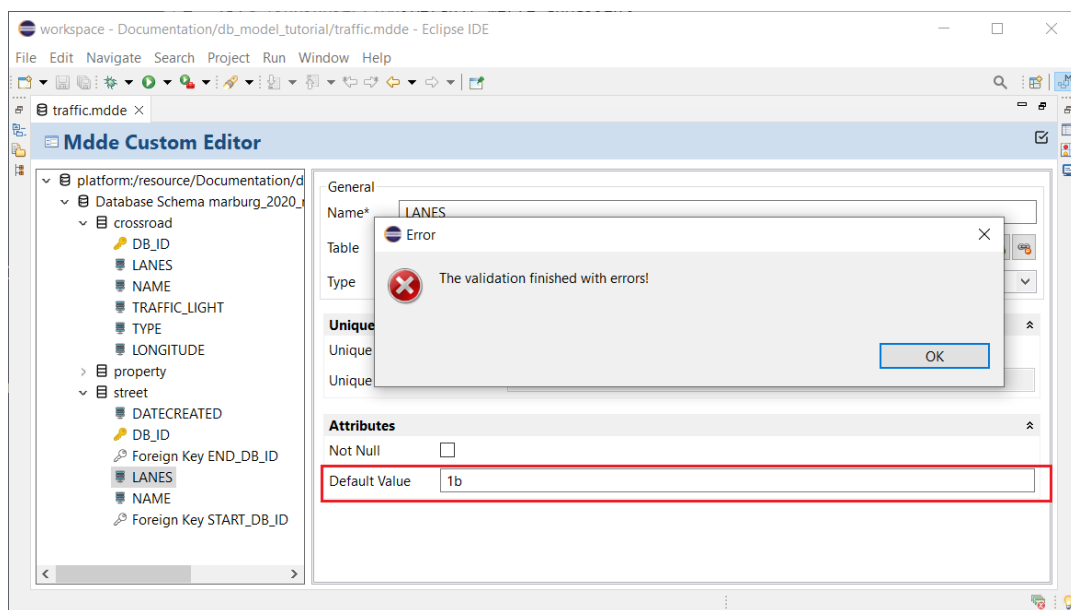 workspace - Documentation/db_model_tutorial/traffic.mdde - Eclipse IDE
File Edit Navigate Search Project Run Window Help
traffic.mdde
Mdde Custom Editor
platform:/resource/Documentation/d
Database Schema marburg_2020_
crossroad
DB_ID
LANES
NAME
TRAFFIC_LIGHT
TYPE
LONGITUDE
property
street
DATECREATED
DB_ID
Foreign Key END_DB_ID
LANES
NAME
Foreign Key START_DB_ID
General
Name* LANES
Table
Type
Error
The validation finished with errors!
OK
Unique
Unique
Unique
Attributes
Not Null
Default Value 1b